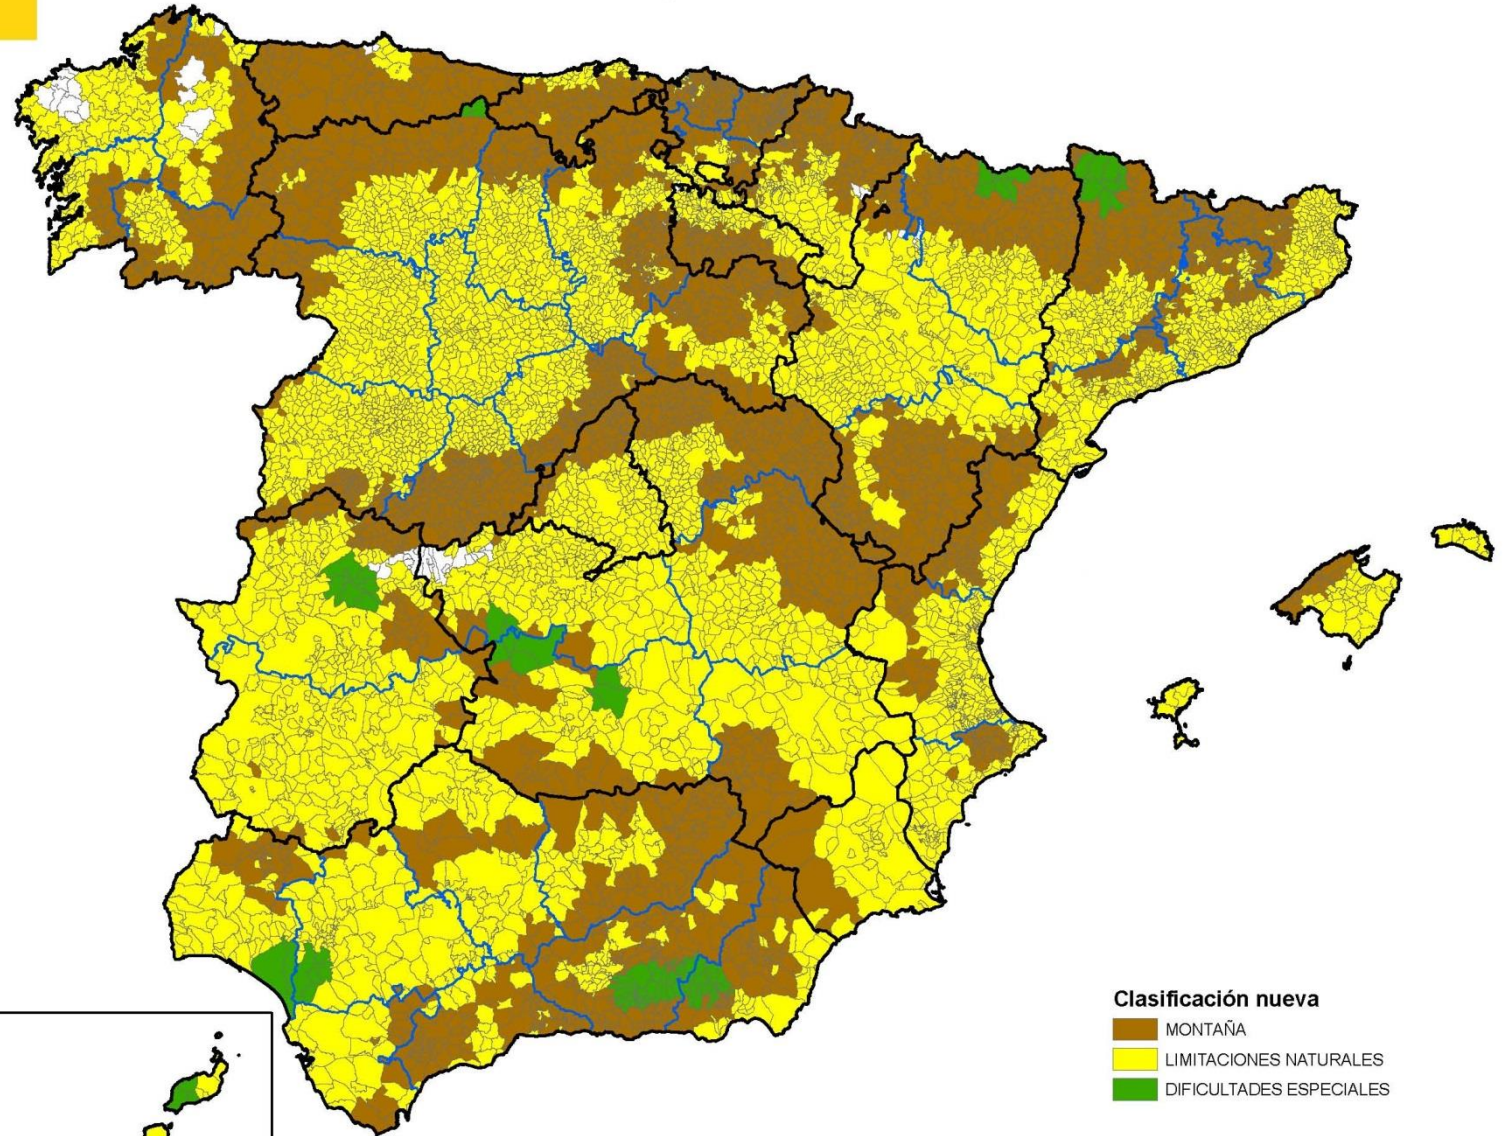 Clasificación nueva
MONTAÑA
LIMITACIONES NATURALES
DIFICULTADES ESPECIALES